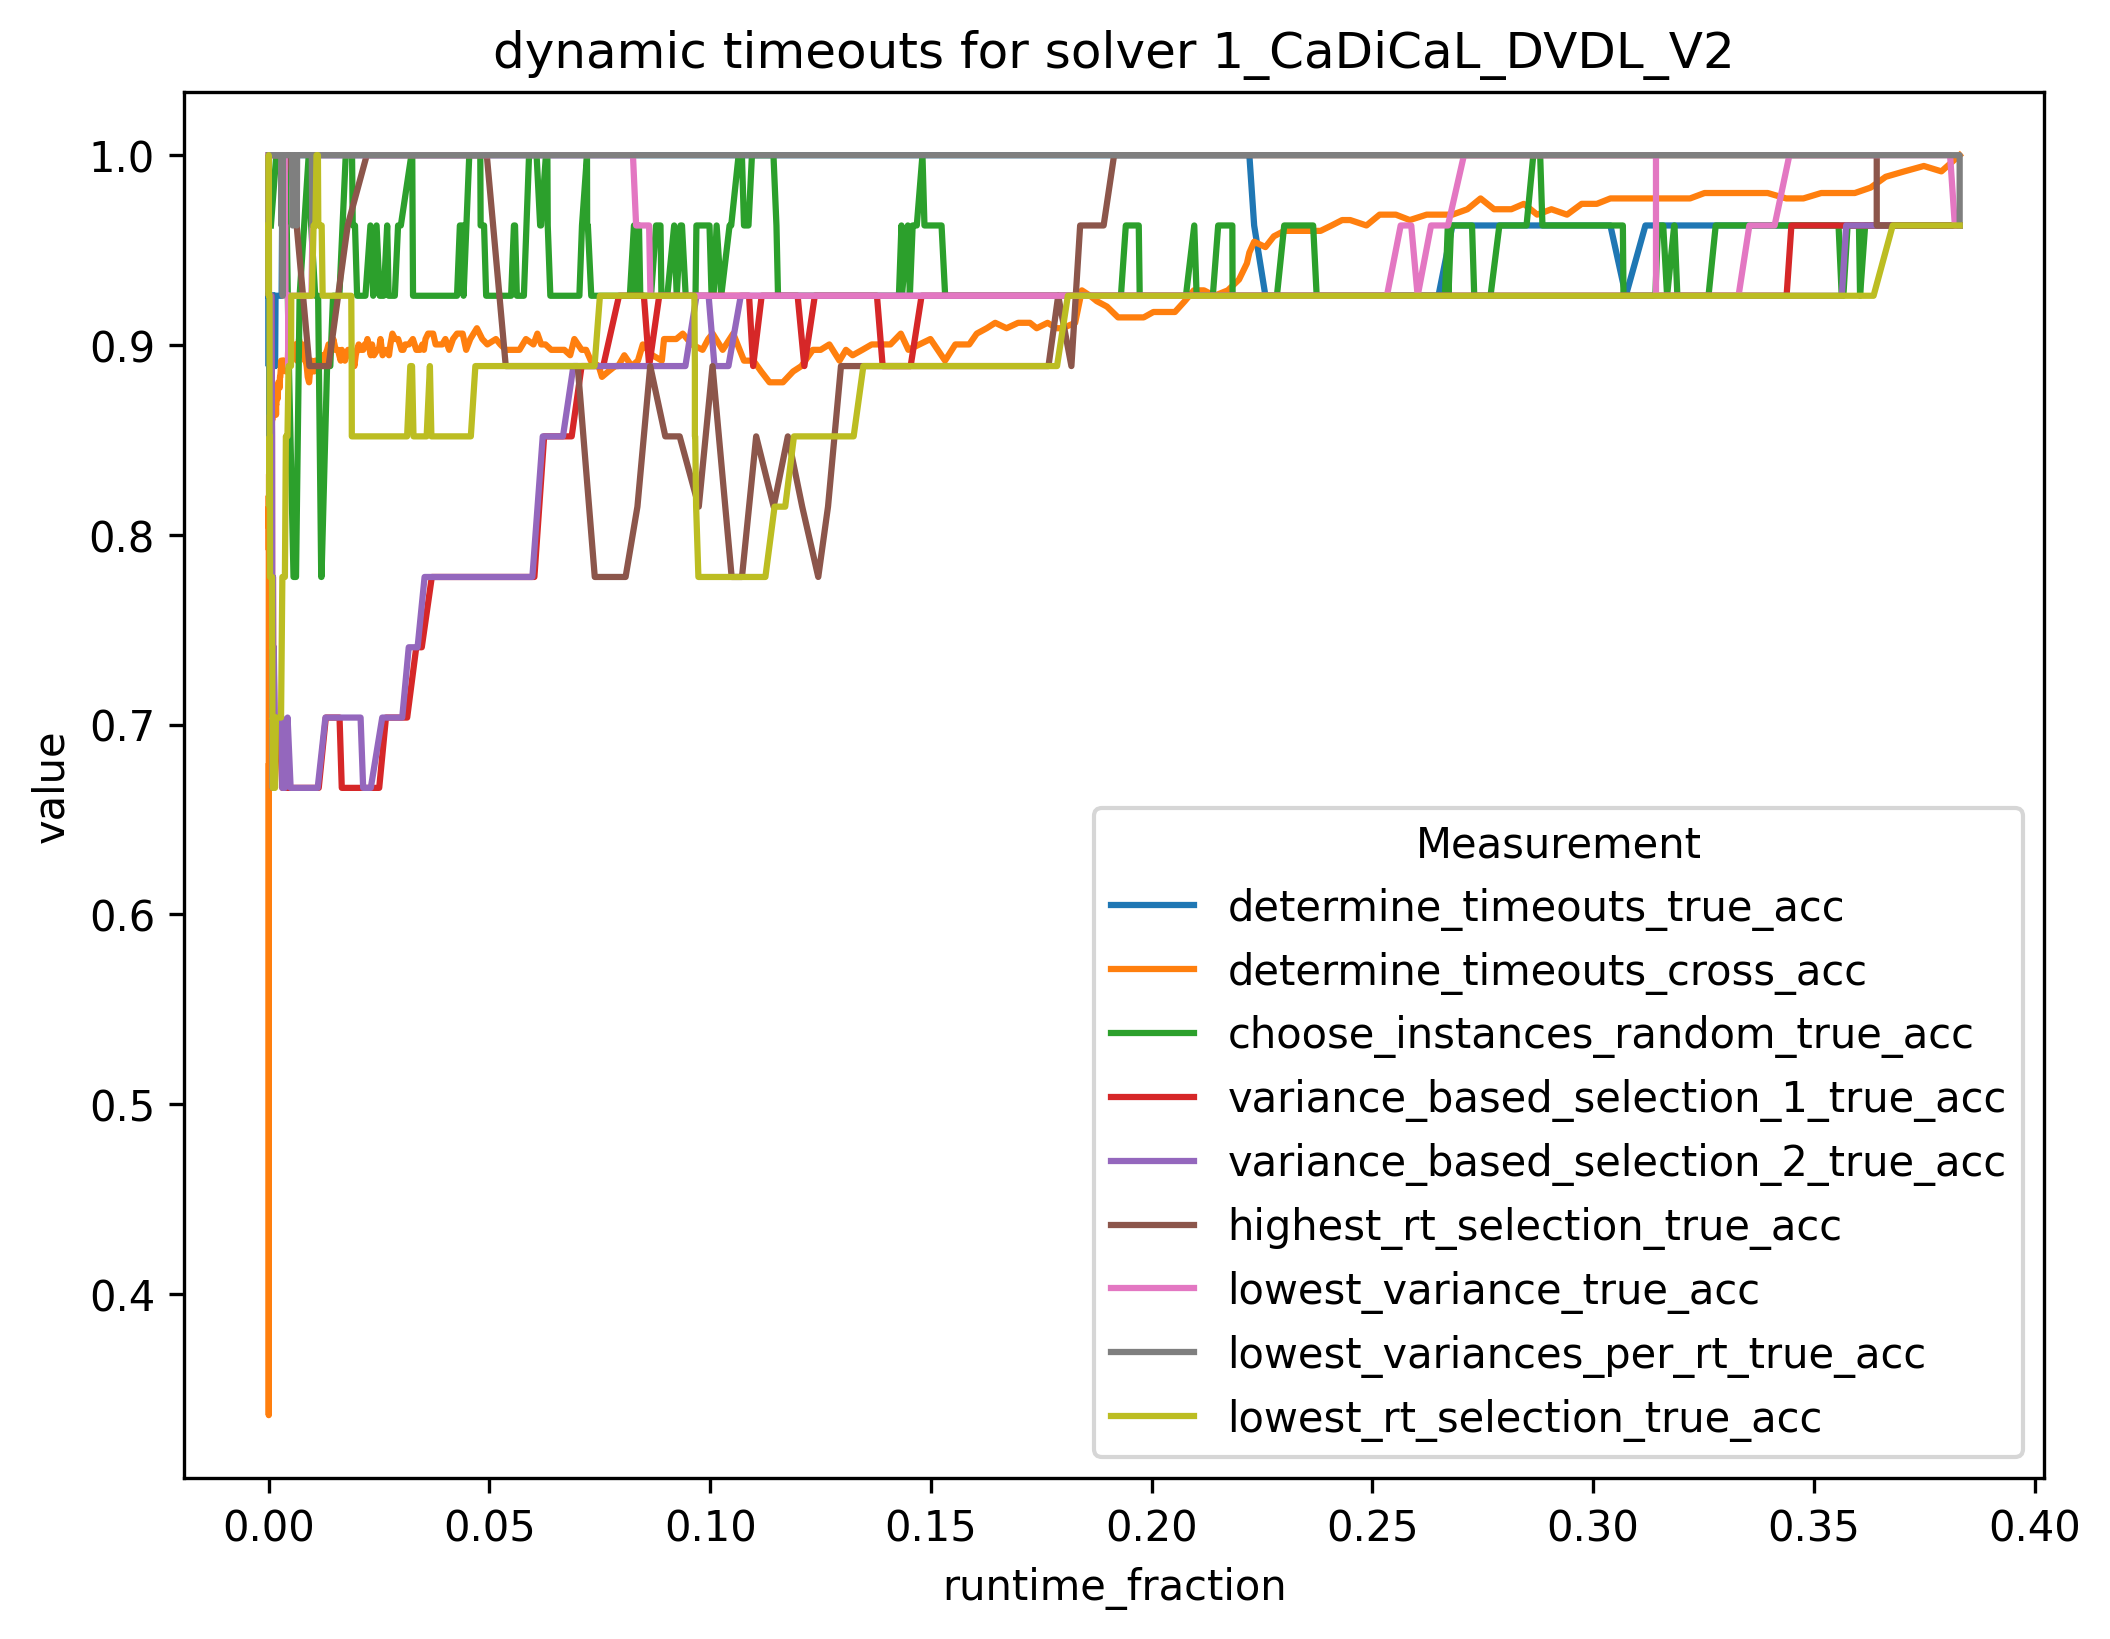 dynamic timeouts for solver 1_CaDiCaL_DVDL_V2
1.0
0.9
0.8
0.7
0.6
0.5
0.4
value
Measurement
determine_timeouts_true_acc
determine_timeouts_cross_acc
choose_instances_random_true_acc
variance_based_selection_1_true_acc
variance_based_selection_2_true_acc
highest_rt_selection_true_acc
lowest_variance_true_acc
lowest_variances_per_rt_true_acc
lowest_rt_selection_true_acc
0.00 0.05 0.10 0.15 0.20 0.25 0.30 0.35 0.40
runtime_fraction